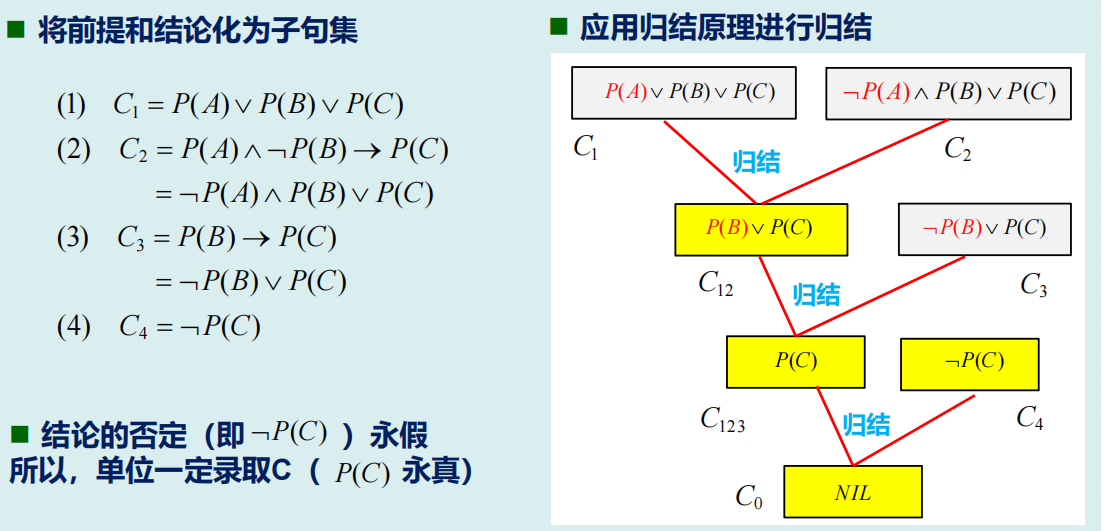 ■ 将前提和结论化为子句集
(1) C₁ = P(A) ∨ P(B) ∨ P(C)
(2) C₂ = P(A) ∧ ¬P(B) → P(C)
= ¬P(A) ∧ P(B) ∨ P(C)
(3) C₃ = P(B) → P(C)
= ¬P(B) ∨ P(C)
(4) C₄ = ¬P(C)
■ 结论的否定（即 ¬P(C) ）永假
所以，单位一定录取C（ P(C) 永真）
■ 应用归结原理进行归结
P(A) ∨ P(B) ∨ P(C)
¬P(A) ∧ P(B) ∨ P(C)
C₁
归结
C₂
P(B) ∨ P(C)
¬P(B) ∨ P(C)
C₁₂
归结
C₃
P(C)
¬P(C)
C₁₂₃
归结
C₄
C₀
NIL